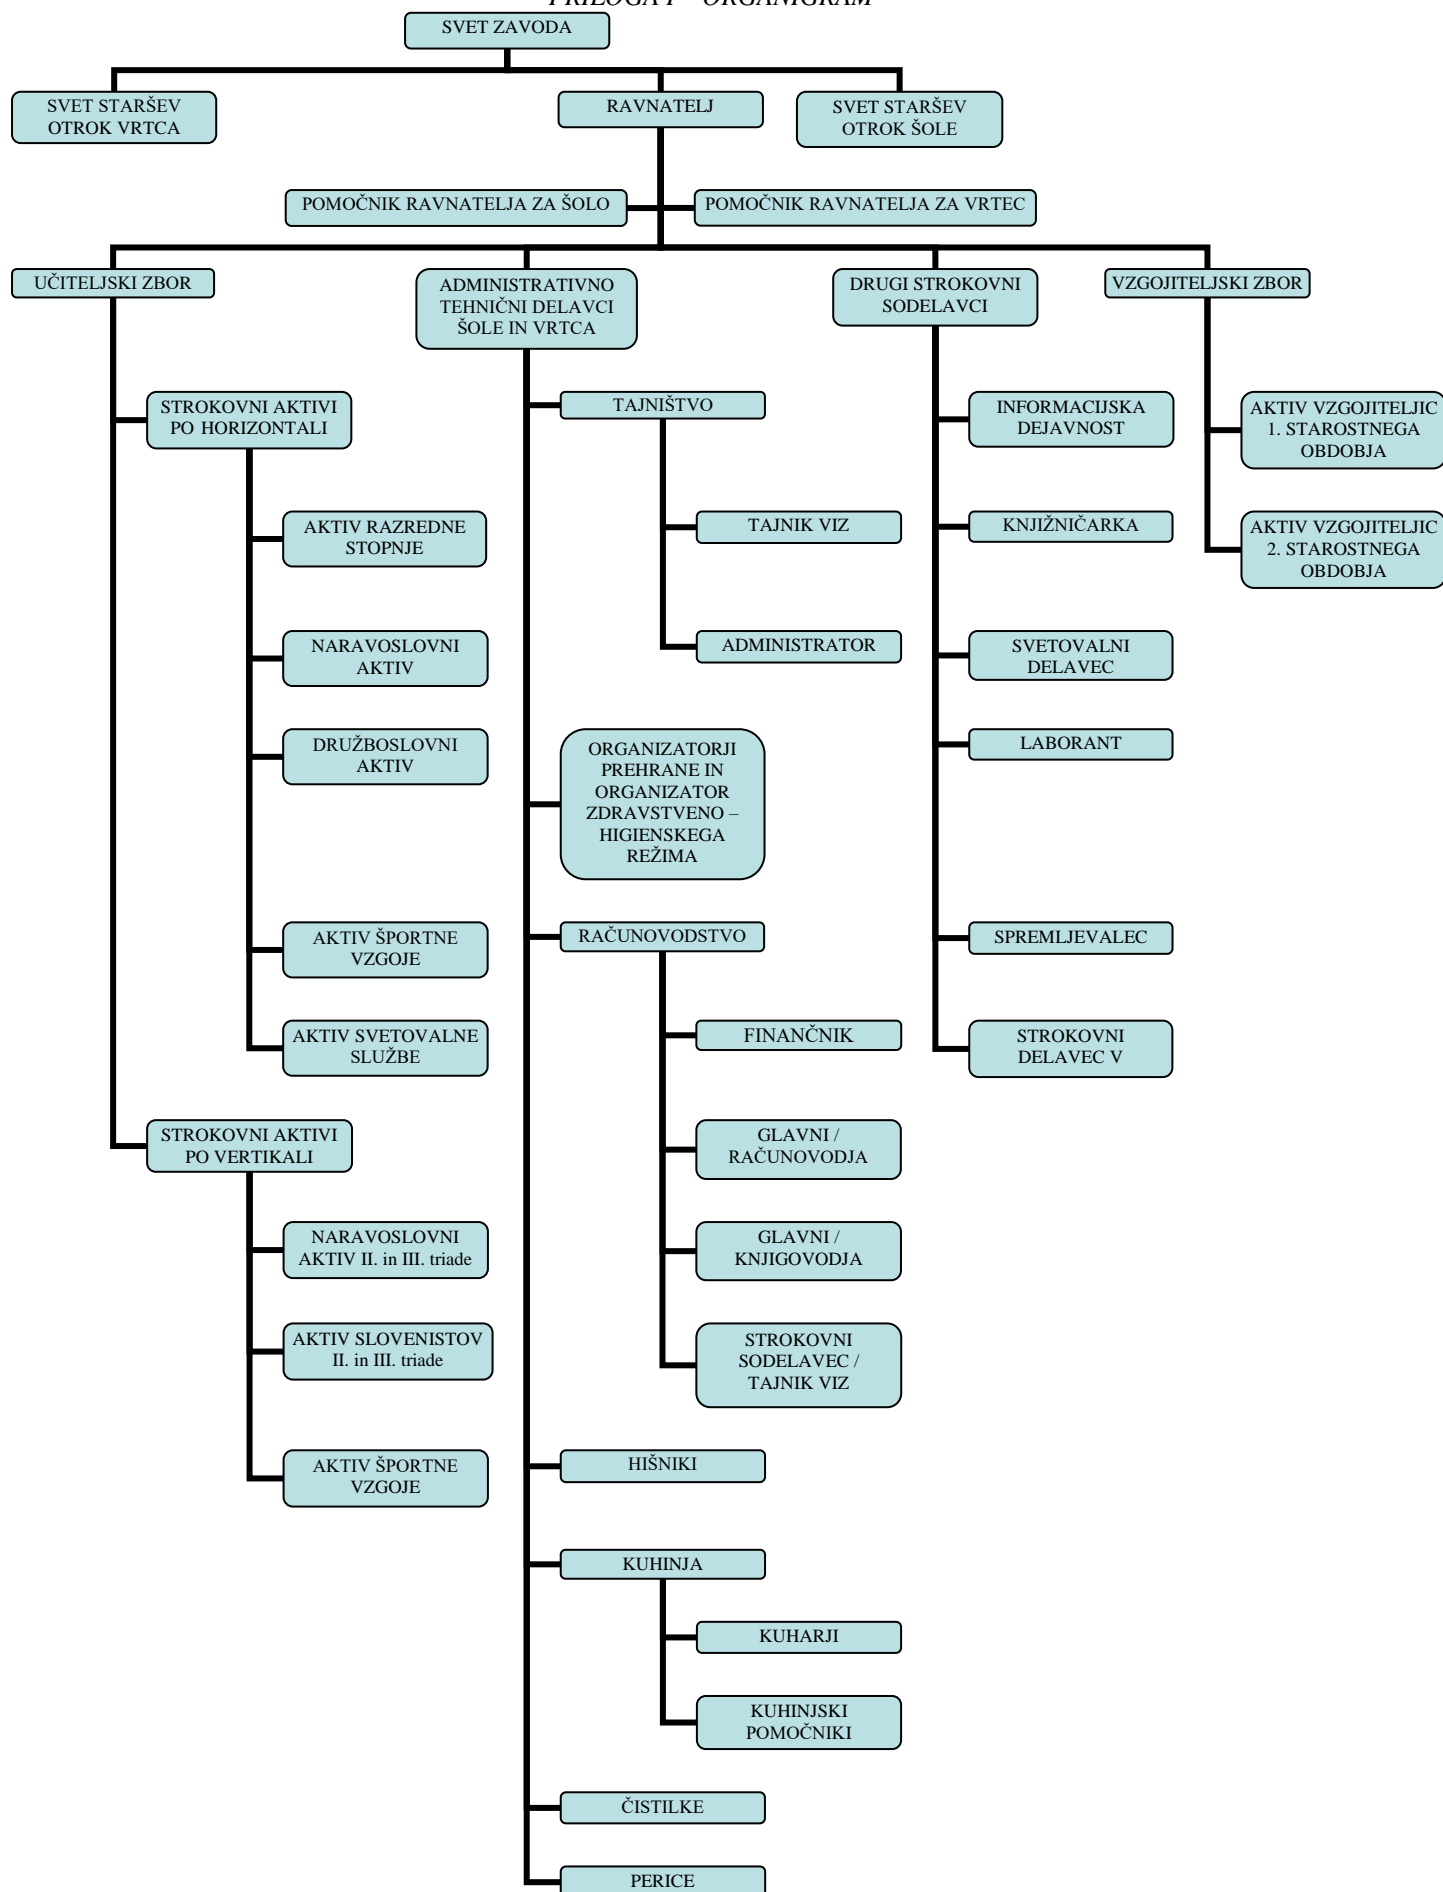 PRILOGA I – ORGANIGRAM
SVET ZAVODA
SVET STARŠEV
OTROK VRTCA
RAVNATELJ
SVET STARŠEV
OTROK ŠOLE
POMOČNIK RAVNATELJA ZA ŠOLO
POMOČNIK RAVNATELJA ZA VRTEC
UČITELJSKI ZBOR
ADMINISTRATIVNO
TEHNIČNI DELAVCI
ŠOLE IN VRTCA
DRUGI STROKOVNI
SODELAVCI
VZGOJITELJSKI ZBOR
STROKOVNI AKTIVI
PO HORIZONTALI
AKTIV RAZREDNE
STOPNJE
NARAVOSLOVNI
AKTIV
DRUŽBOSLOVNI
AKTIV
AKTIV ŠPORTNE
VZGOJE
AKTIV SVETOVALNE
SLUŽBE
STROKOVNI AKTIVI
PO VERTIKALI
NARAVOSLOVNI
AKTIV II. in III. triade
AKTIV SLOVENISTOV
II. in III. triade
AKTIV ŠPORTNE
VZGOJE
TAJNIŠTVO
TAJNIK VIZ
ADMINISTRATOR
ORGANIZATORJI
PREHRANE IN
ORGANIZATOR
ZDRAVSTVENO –
HIGIENSKEGA
REŽIMA
RAČUNOVODSTVO
FINANČNIK
GLAVNI /
RAČUNOVODJA
GLAVNI /
KNJIGOVODJA
STROKOVNI
SODELAVEC /
TAJNIK VIZ
HIŠNIKI
KUHINJA
KUHARJI
KUHINJSKI
POMOČNIKI
ČISTILKE
PERICE
INFORMACIJSKA
DEJAVNOST
KNJIŽNIČARKA
SVETOVALNI
DELAVEC
LABORANT
SPREMLJEVALEC
STROKOVNI
DELAVEC V
AKTIV VZGOJITELJIC
1. STAROSTNEGA
OBDOBJA
AKTIV VZGOJITELJIC
2. STAROSTNEGA
OBDOBJA